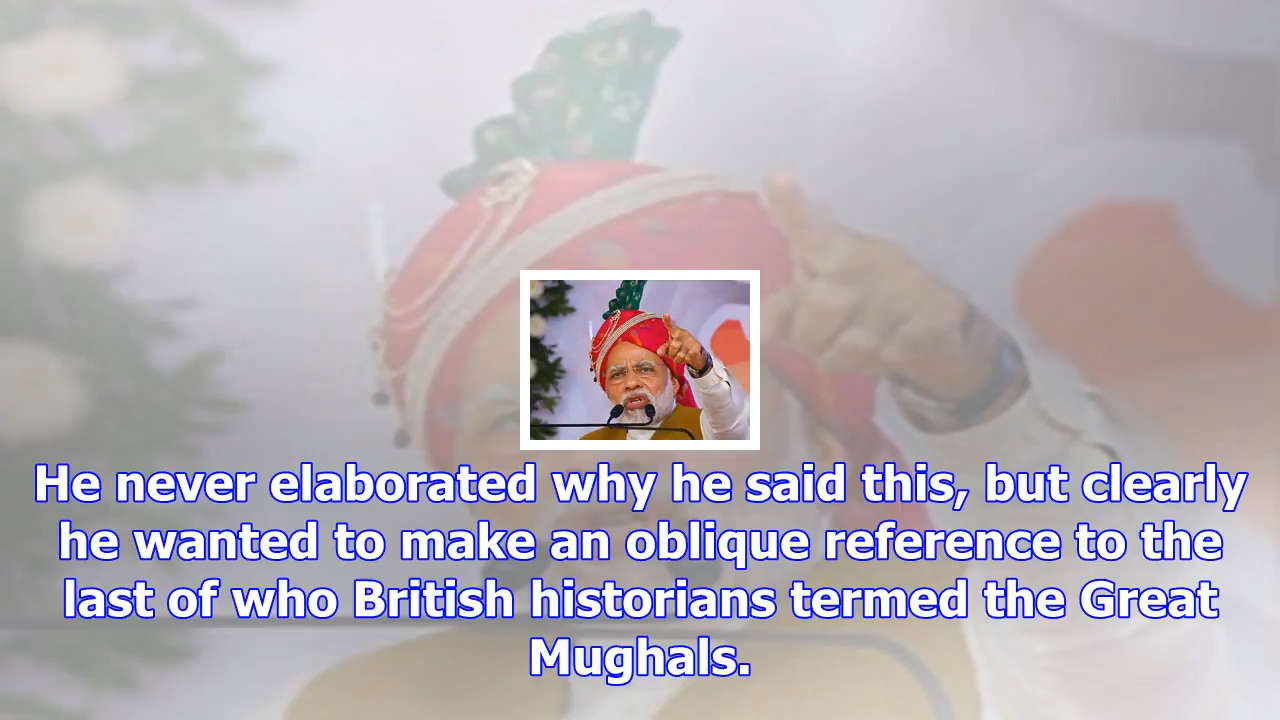 He never elaborated why he said this, but clearly
he wanted to make an oblique reference to the
last of who British historians termed the Great
Mughals.